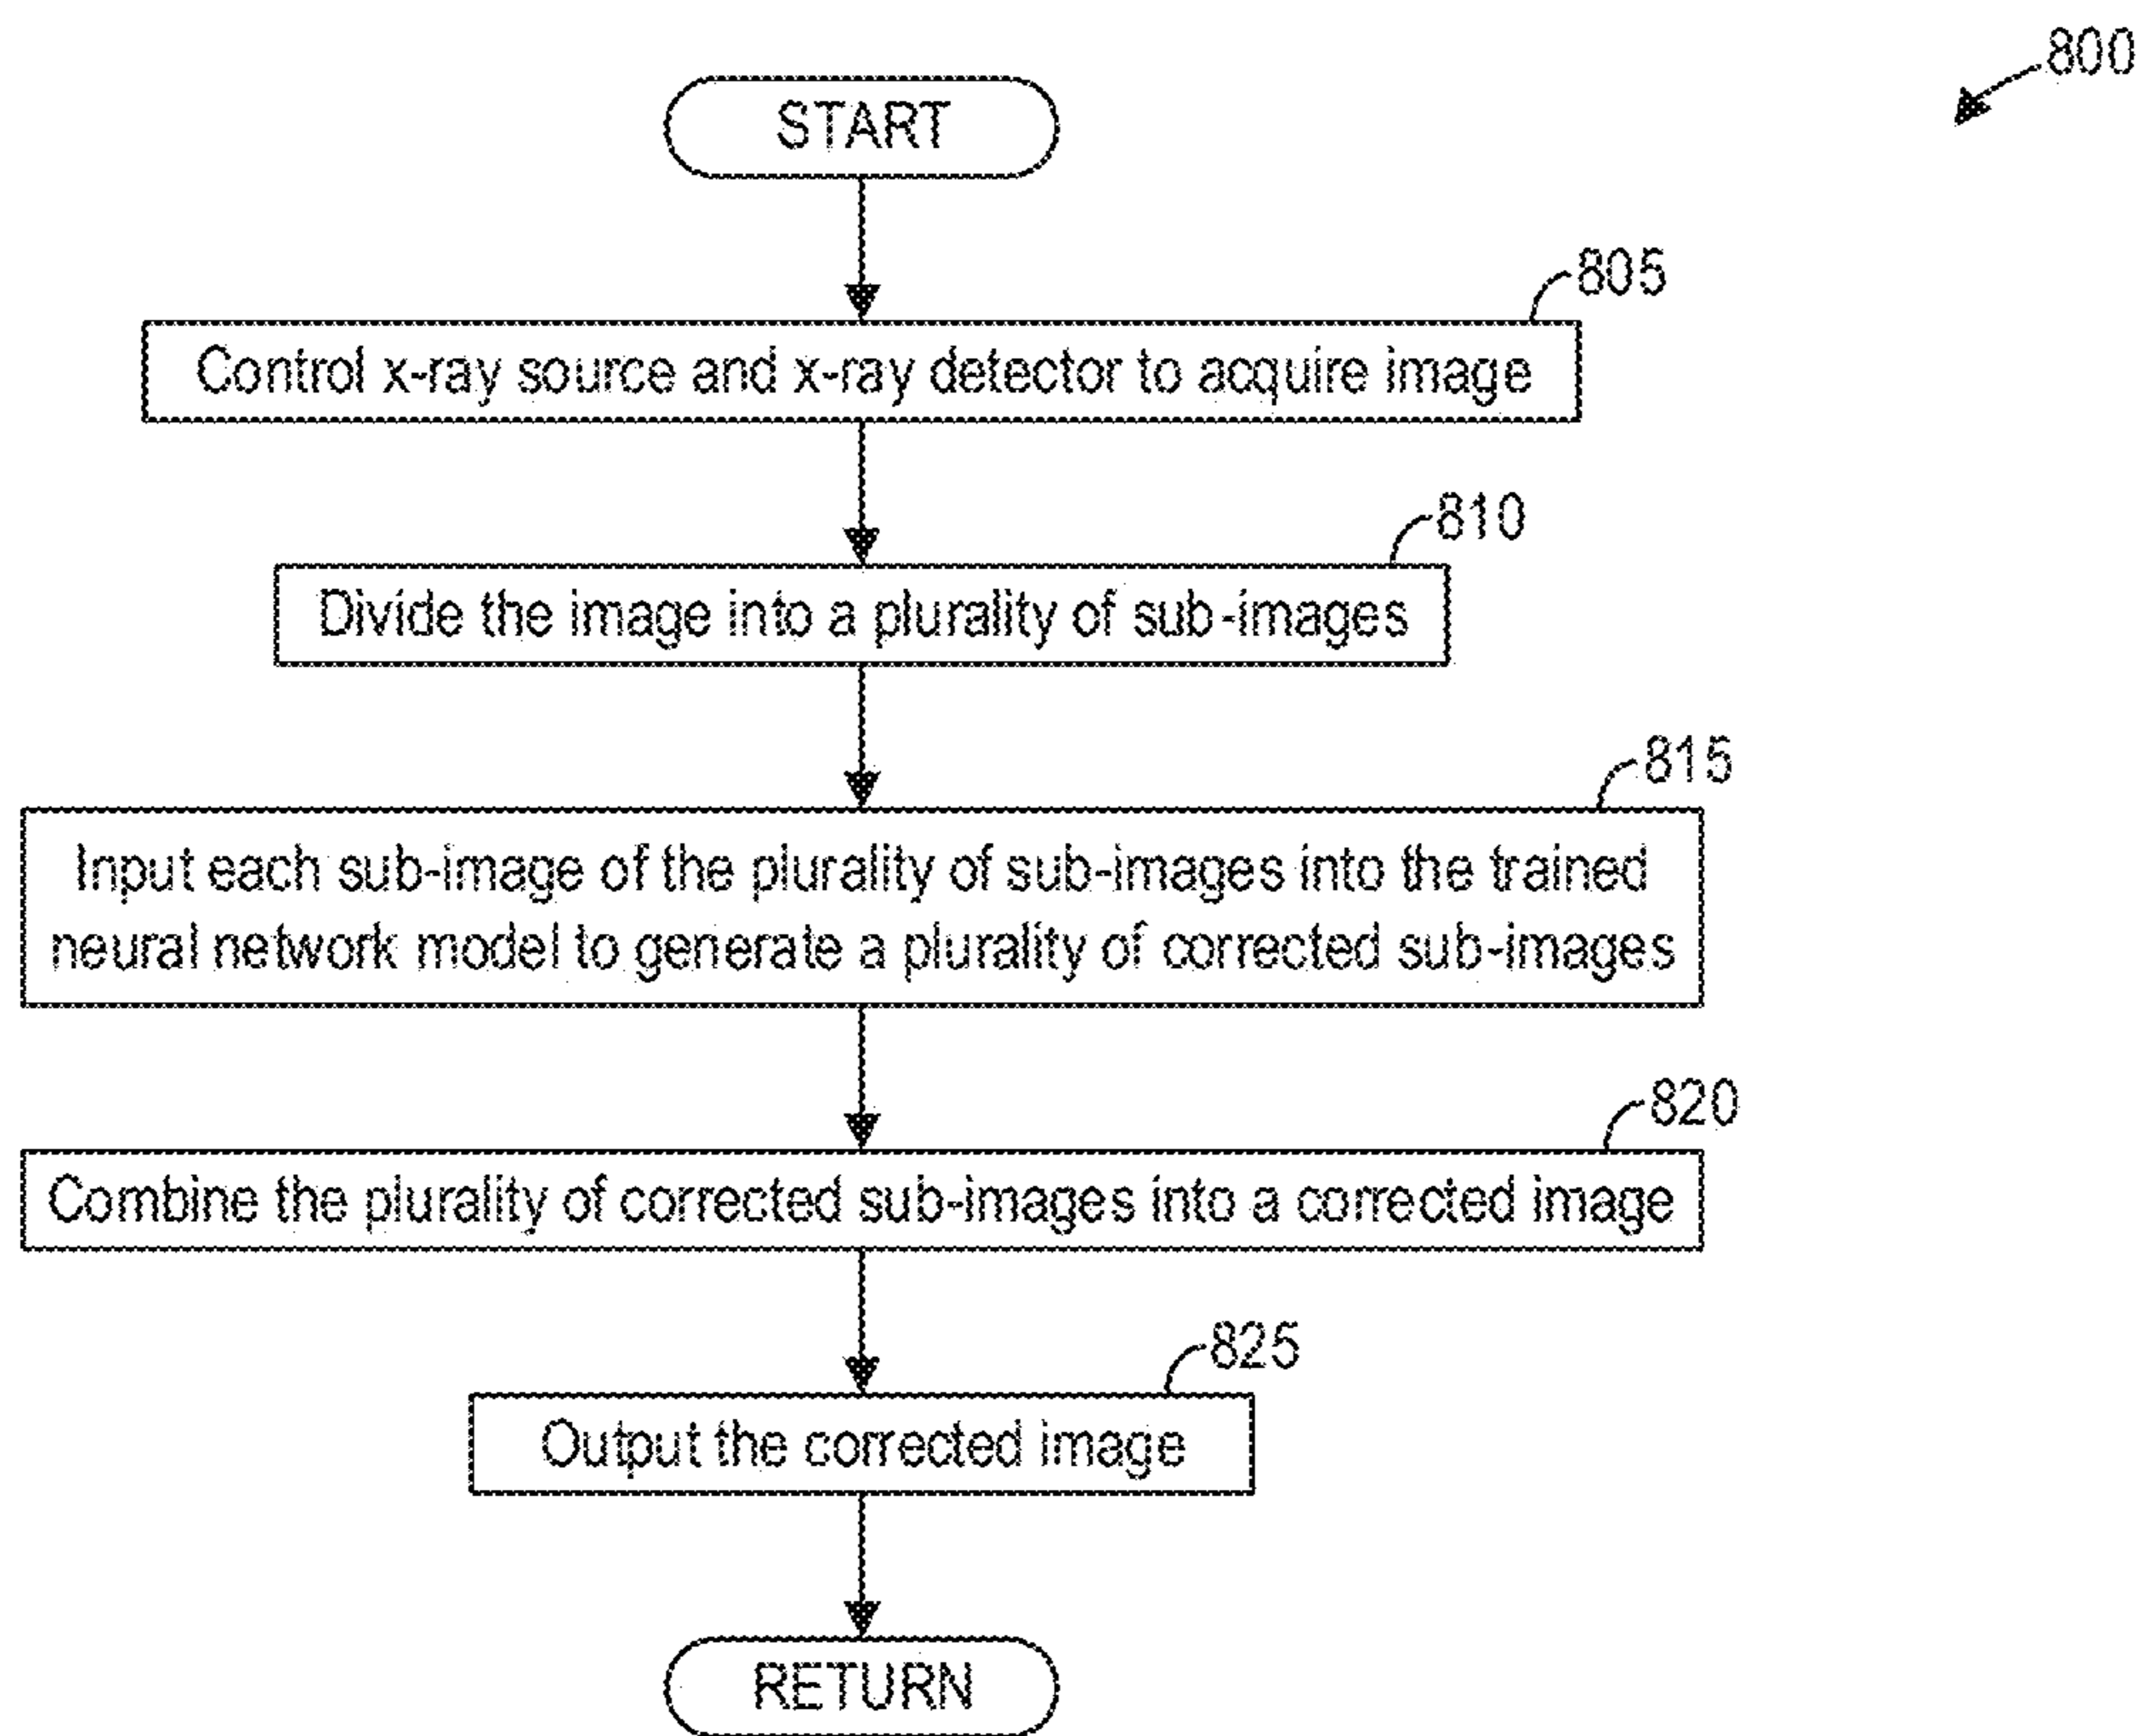 800
START
805
Control x-ray source and x-ray detector to acquire image
810
Divide the image into a plurality of sub-images
815
Input each sub-image of the plurality of sub-images into the trained
neural network model to generate a plurality of corrected sub-images
820
Combine the plurality of corrected sub-images into a corrected image
825
Output the corrected image
RETURN